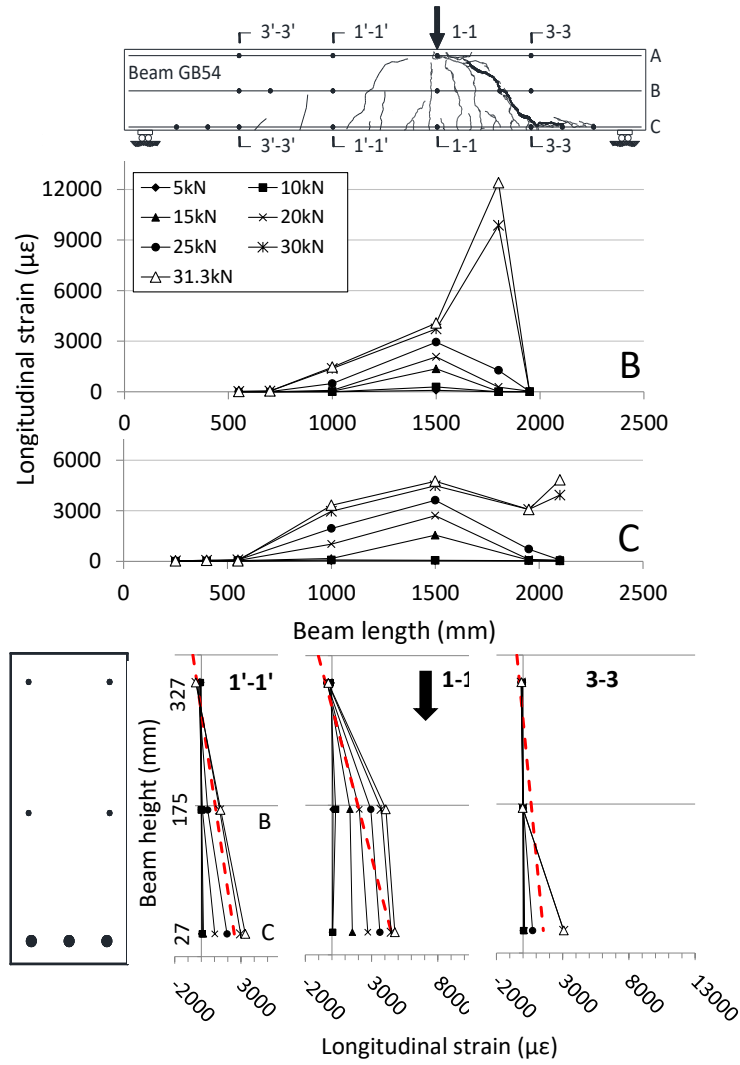 3'-3' 1'-1' 1-1 3-3
A
Beam GB54
B
C
3'-3' 1'-1' 1-1 3-3
Longitudinal strain (µε)
12000
9000
6000
3000
0
5kN 10kN
15kN 20kN
25kN 30kN
31.3kN
B
0 500 1000 1500 2000 2500
6000
3000
0
C
0 500 1000 1500 2000 2500
Beam length (mm)
Beam height (mm)
327
175
27
1'-1'
B
C
1-1
3-3
-2000 3000
-2000 3000 8000
-2000 3000 8000 13000
Longitudinal strain (µε)